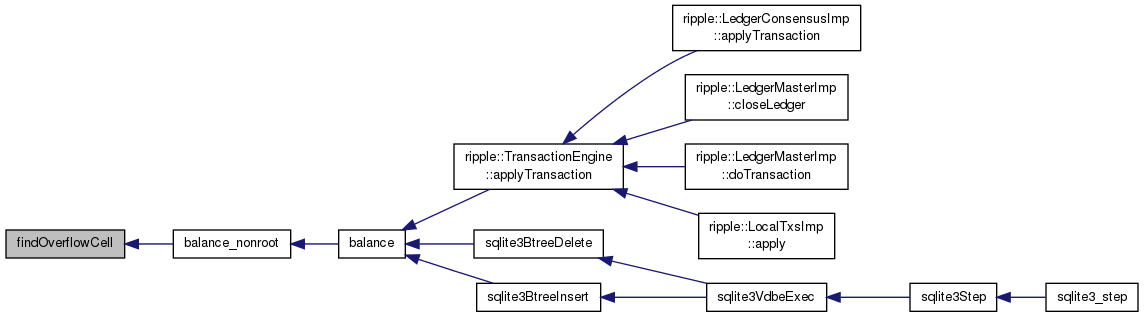 ripple::LedgerConsensusImp
::applyTransaction
ripple::LedgerMasterImp
::closeLedger
ripple::TransactionEngine
::applyTransaction
ripple::LedgerMasterImp
::doTransaction
ripple::LocalTxsImp
::apply
findOverflowCell
balance_nonroot
balance
sqlite3BtreeDelete
sqlite3BtreeInsert
sqlite3VdbeExec
sqlite3Step
sqlite3_step